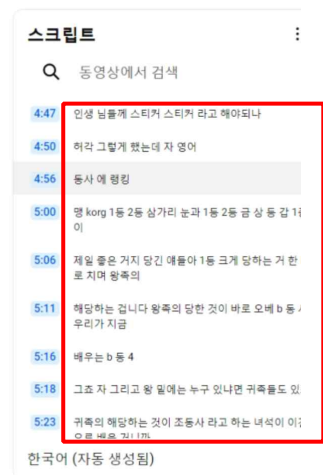 스크립트
동영상에서 검색
4:47 인생 님들께 스티커 스티커 라고 해야되나
4:50 허각 그렇게 했는데 자 영어
4:56 동사 에 랭킹
5:00 맹 korg 1등 2등 삼가리 눈과 1등 2등 금 상 동 갑 1
이
5:06 제일 좋은 거지 당긴 얘들아 1등 크게 당하는 거 한
로 치며 왕족의
5:11 해당하는 겁니다 왕족의 당한 것이 바로 오베 b 동
우리가 지금
5:16 배우는 b 동 4
5:18 그죠 자 그리고 왕 밑에는 누구 있냐면 귀족들도 있
5:23 귀족의 해당하는 것이 조동사 라고 하는 녀석이 이
으로 배운 거니까
한국어 (자동 생성됨)